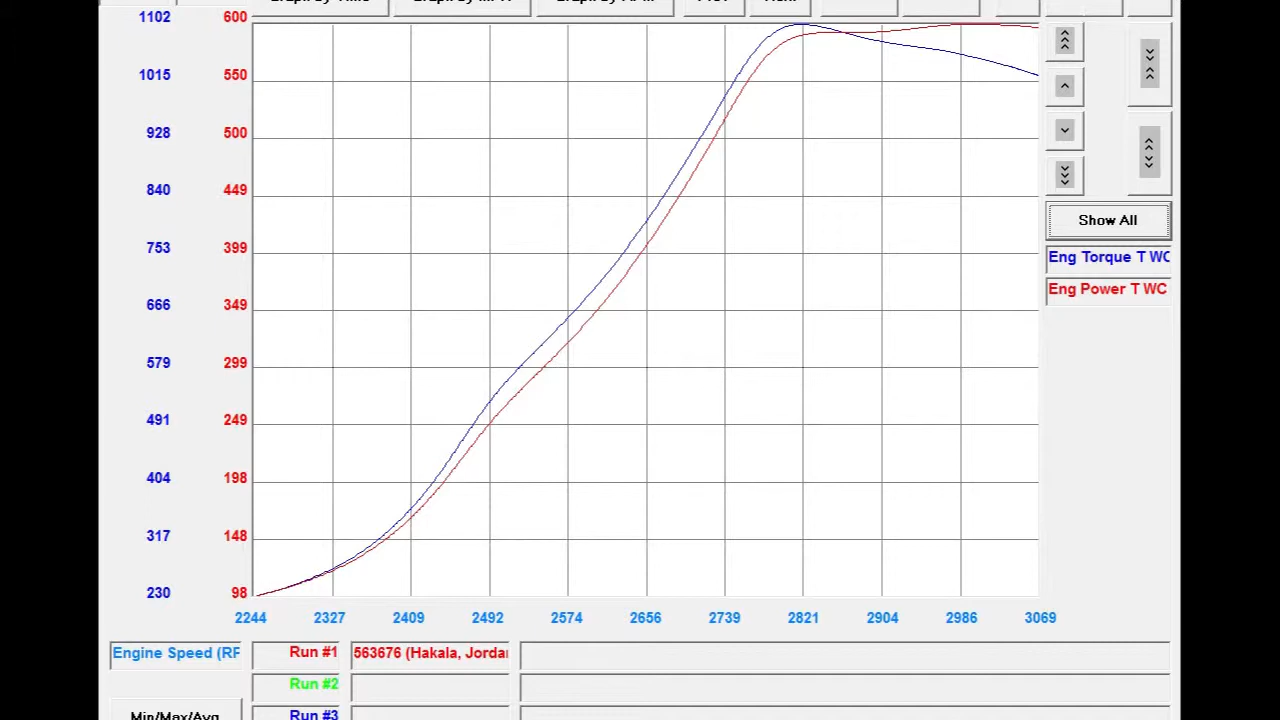 1102 600
1015 550
928 500
840 449
753 399
666 349
579 299
491 249
404 198
317 148
230 98
2244 2327 2409 2492 2574 2656 2739 2821 2904 2986 3069
Show All
Eng Torque T WC
Eng Power T WC
Engine Speed (RP Run #1 563676 (Hakala, Jordan
Run #2
Min/Max/Avg Run #3